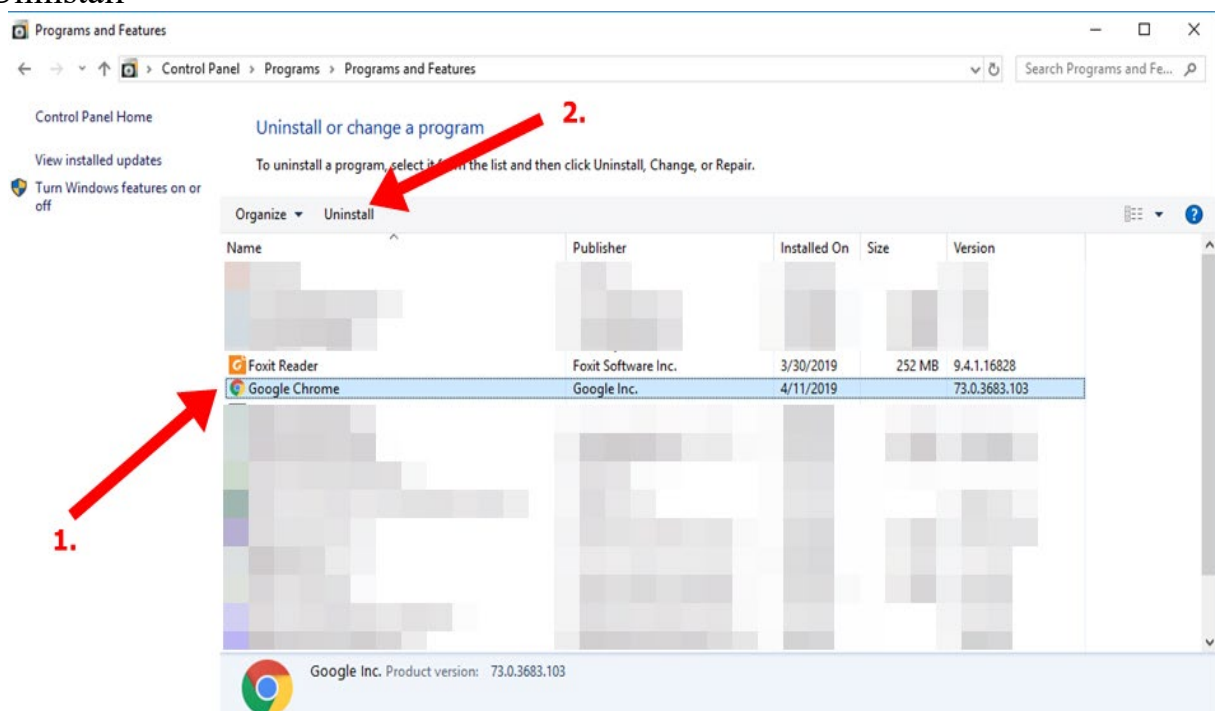 Uninstall
Programs and Features
Control Panel > Programs > Programs and Features
Search Programs and Fe...
2.
Control Panel Home
Uninstall or change a program
View installed updates
To uninstall a program, select it from the list and then click Uninstall, Change, or Repair.
Turn Windows features on or
off
Organize Uninstall
Name Publisher Installed On Size Version
Foxit Reader Foxit Software Inc. 3/30/2019 252 MB 9.4.1.16828
Google Chrome Google Inc. 4/11/2019 73.0.3683.103
1.
Google Inc. Product version: 73.0.3683.103